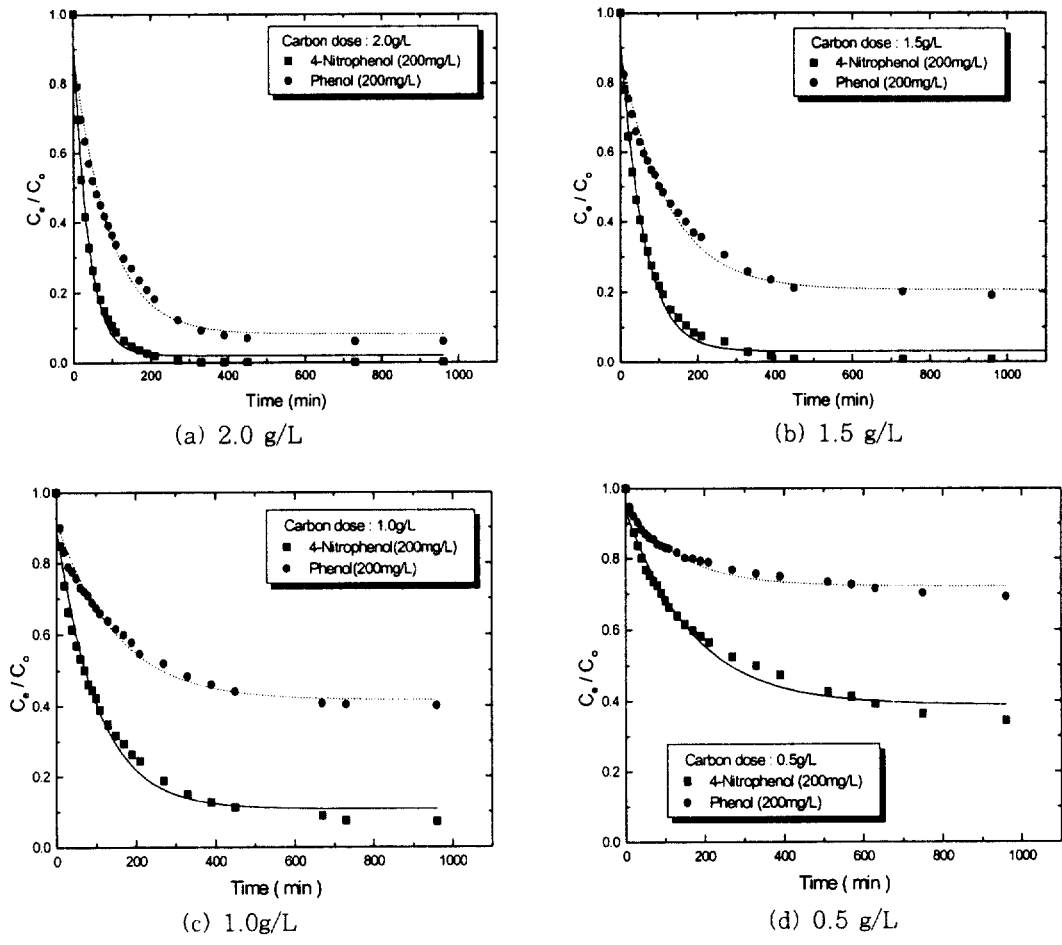 Carbon dose : 2.0g/L
4-Nitrophenol (200mg/L)
Phenol (200mg/L)
1.0
0.8
0.6
0.4
0.2
0.0
Cₑ / Cₒ
0 200 400 600 800 1000
Time (min)
(a) 2.0 g/L
Carbon dose : 1.5g/L
4-Nitrophenol (200mg/L)
Phenol (200mg/L)
1.0
0.8
0.6
0.4
0.2
0.0
Cₑ / Cₒ
0 200 400 600 800 1000
Time (min)
(b) 1.5 g/L
Carbon dose : 1.0g/L
4-Nitrophenol(200mg/L)
Phenol(200mg/L)
1.0
0.8
0.6
0.4
0.2
0.0
Cₑ / Cₒ
0 200 400 600 800 1000
Time ( min )
(c) 1.0g/L
1.0
0.8
0.6
0.4
0.2
0.0
Cₑ / Cₒ
Carbon dose : 0.5g/L
4-Nitrophenol (200mg/L)
Phenol (200mg/L)
0 200 400 600 800 1000
Time ( min )
(d) 0.5 g/L